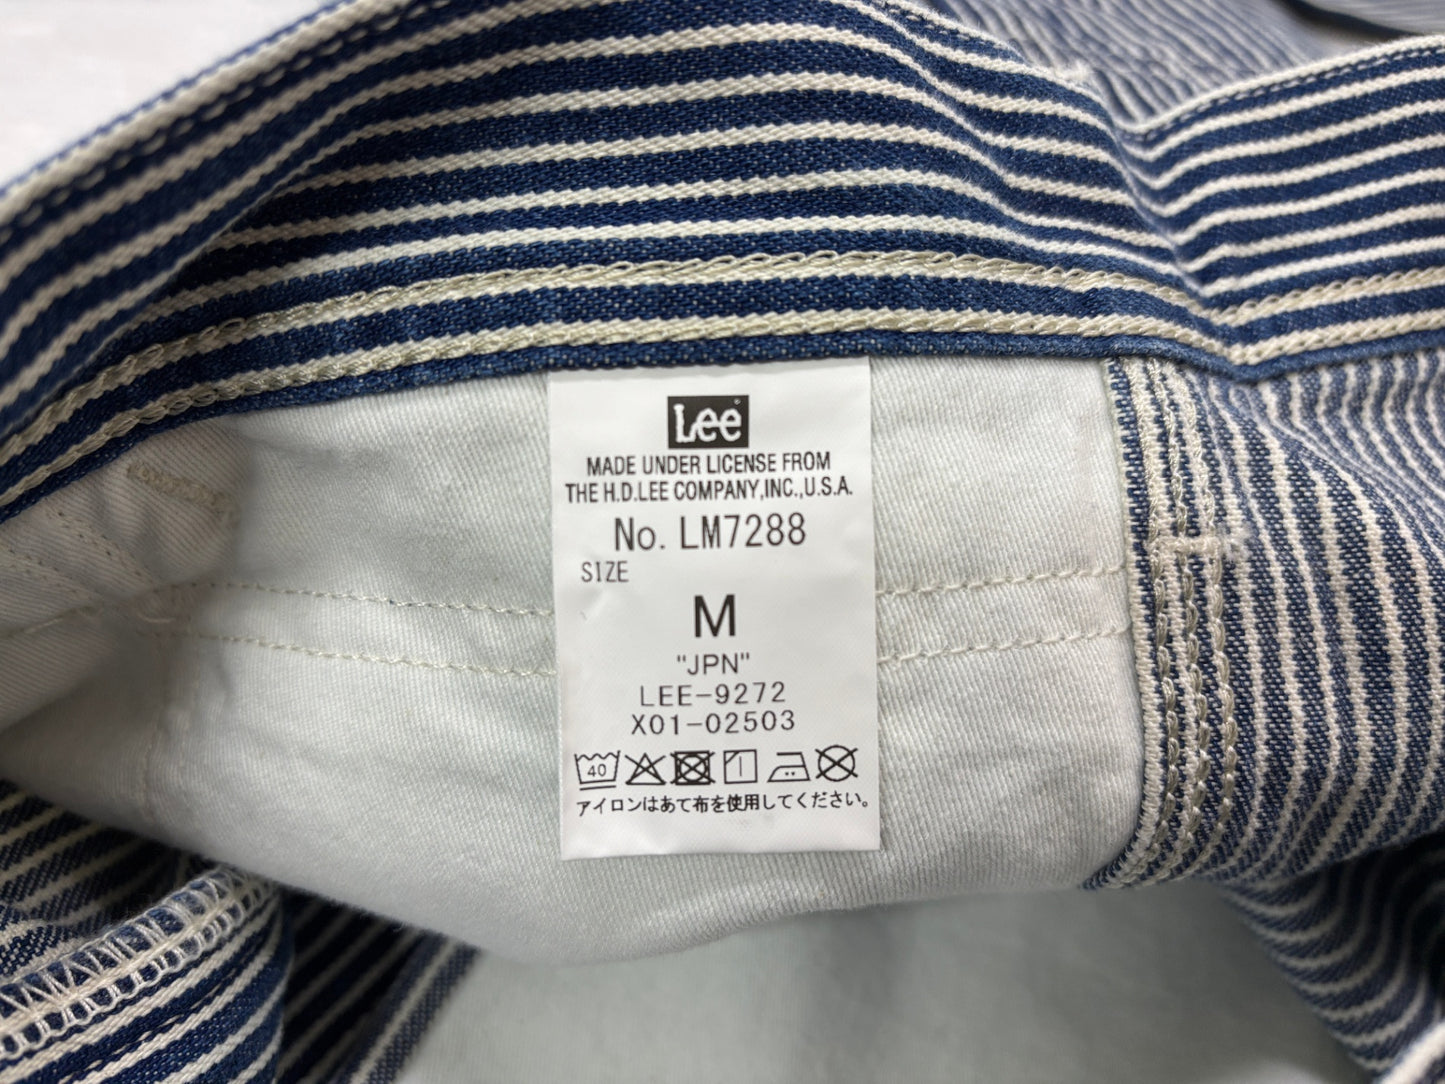 Lee
MADE UNDER LICENSE FROM
THE H.D.LEE COMPANY,INC.,U.S.A.
No. LM7288
SIZE
M
"JPN"
LEE-9272
X01-02503
40
アイロンはあて布を使用してください。